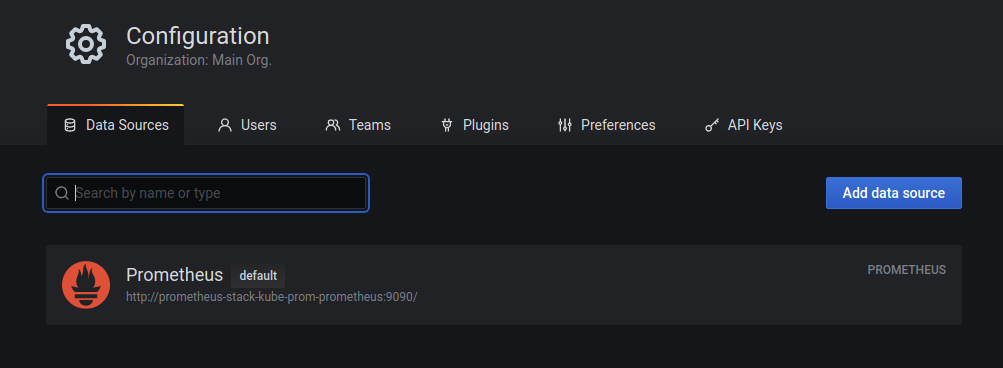 Configuration
Organization: Main Org.
Data Sources Users Teams Plugins Preferences API Keys
Search by name or type Add data source
Prometheus default PROMETHEUS
http://prometheus-stack-kube-prom-prometheus:9090/